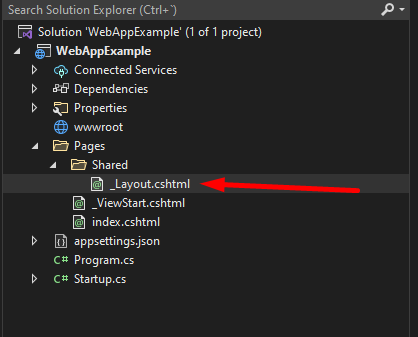 Search Solution Explorer (Ctrl+¨)
Solution 'WebAppExample' (1 of 1 project)
WebAppExample
Connected Services
Dependencies
Properties
wwwroot
Pages
Shared
_Layout.cshtml
_ViewStart.cshtml
index.cshtml
appsettings.json
C# Program.cs
C# Startup.cs